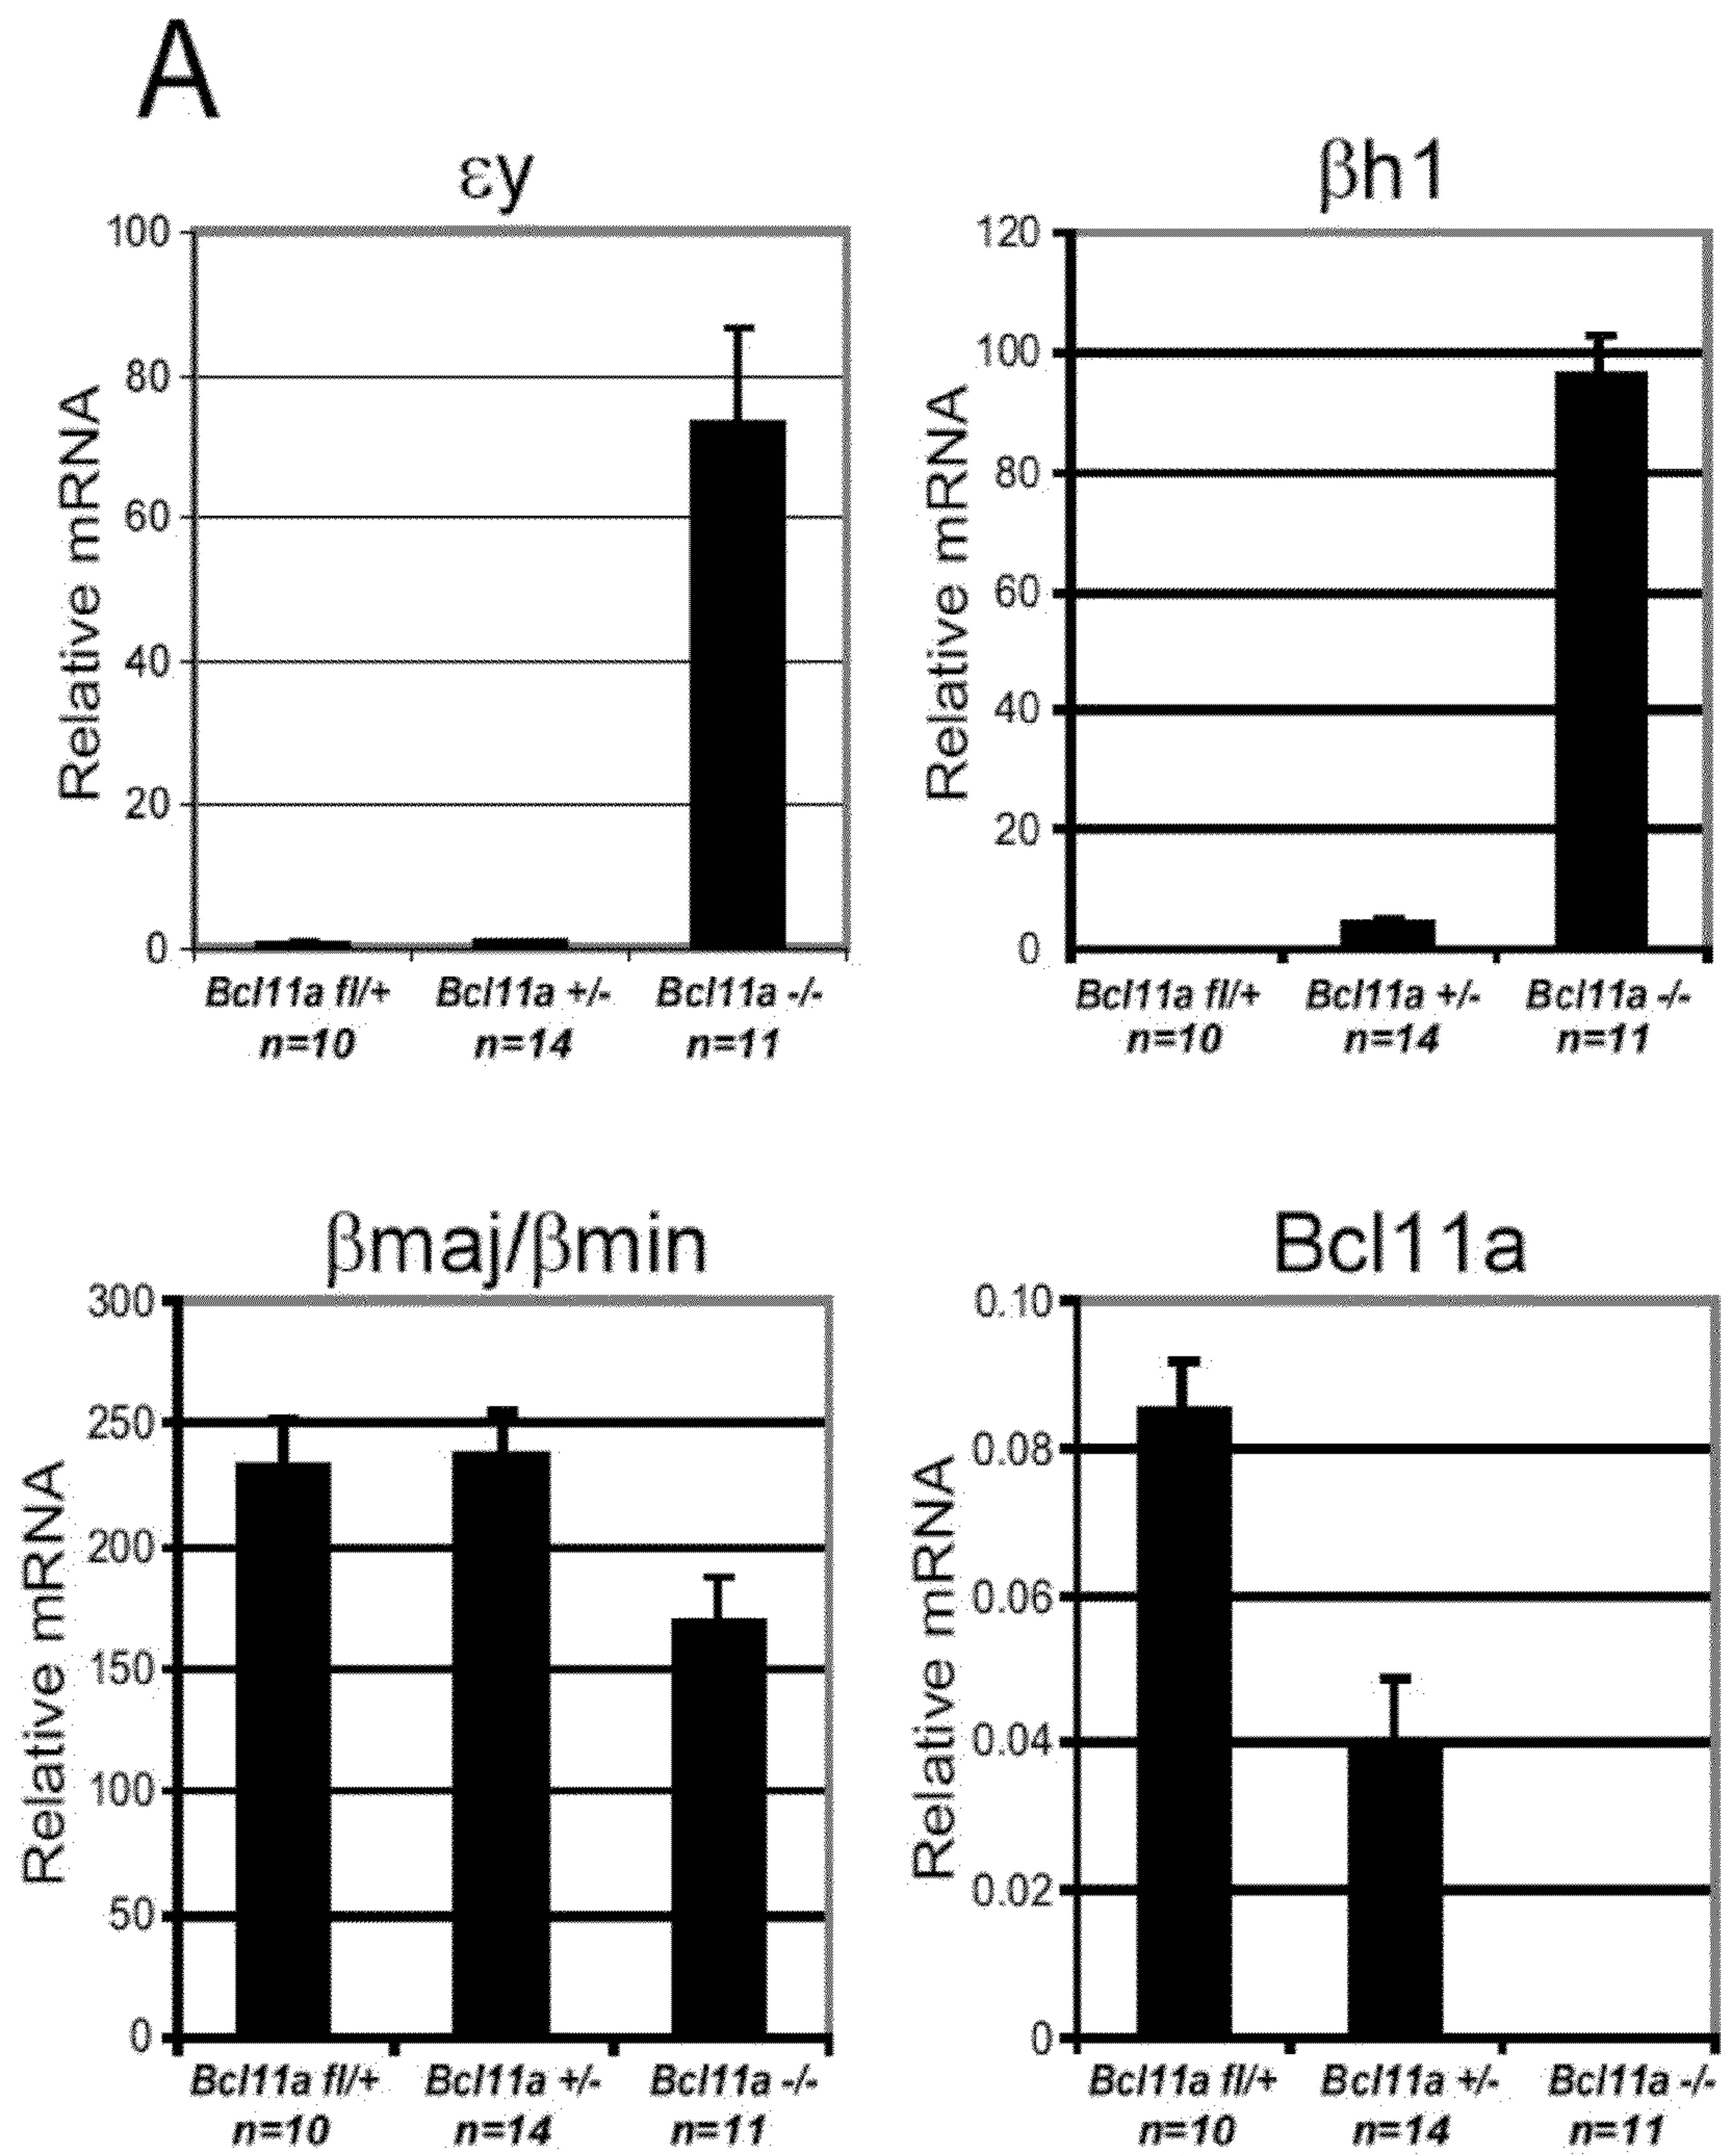 A
εy
βh1
100
80
60
40
20
0
Relative mRNA
Bcl11a fl/+ Bcl11a +/- Bcl11a -/-
n=10 n=14 n=11
120
100
80
60
40
20
0
Relative mRNA
Bcl11a fl/+ Bcl11a +/- Bcl11a -/-
n=10 n=14 n=11
βmaj/βmin
Bcl11a
300
250
200
150
100
50
0
Relative mRNA
Bcl11a fl/+ Bcl11a +/- Bcl11a -/-
n=10 n=14 n=11
0.10
0.08
0.06
0.04
0.02
0
Relative mRNA
Bcl11a fl/+ Bcl11a +/- Bcl11a -/-
n=10 n=14 n=11